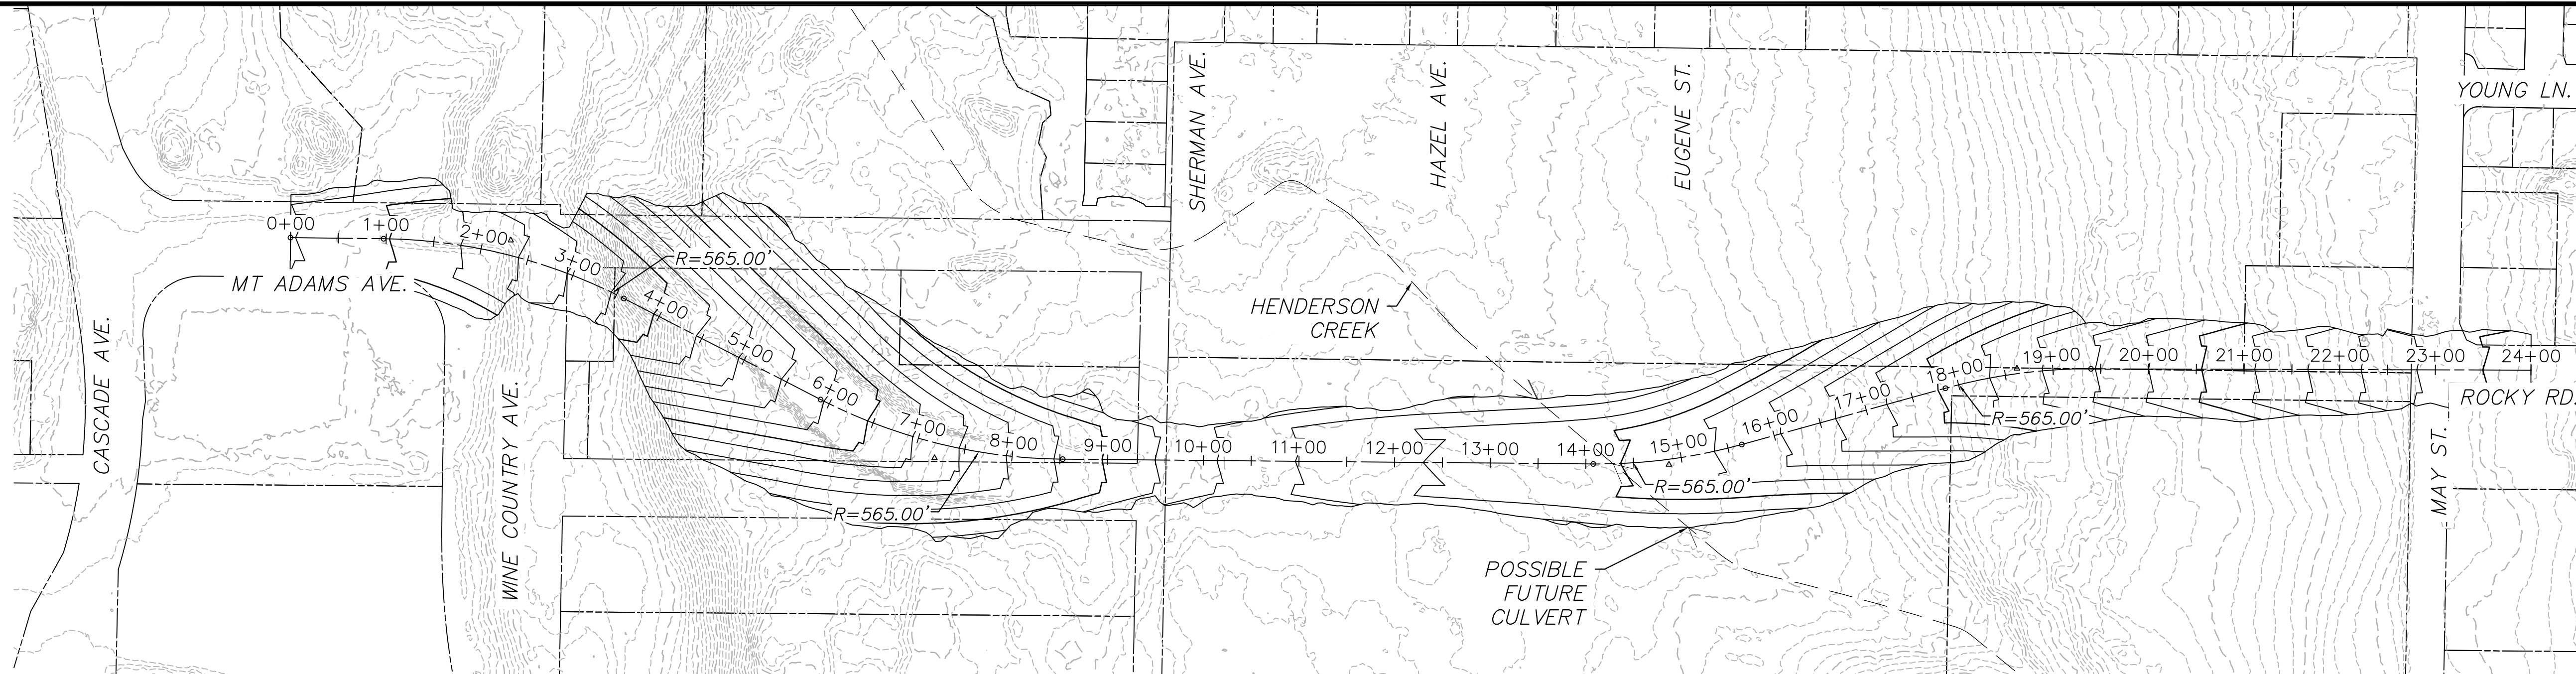 YOUNG LN.
SHERMAN AVE.
HAZEL AVE.
EUGENE ST.
0+00
1+00
2+00
3+00
R=565.00'
MT ADAMS AVE.
4+00
HENDERSON
CREEK
5+00
6+00
7+00
8+00
9+00
10+00
11+00
12+00
13+00
14+00
15+00
16+00
17+00
18+00
19+00
20+00
21+00
22+00
23+00
24+00
ROCKY RD.
R=565.00'
R=565.00'
R=565.00'
CASCADE AVE.
WINE COUNTRY AVE.
MAY ST.
POSSIBLE
FUTURE
CULVERT